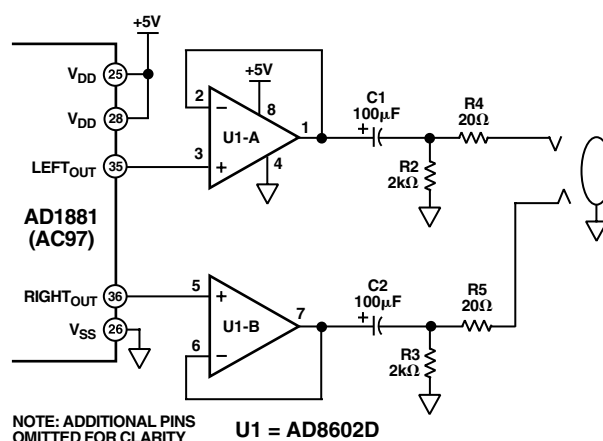 +5V
V_DD 25
V_DD 28
LEFT_OUT 35
AD1881
(AC97)
RIGHT_OUT 36
V_SS 26
+5V
2
8
−
U1-A
1
3
+
4
C1
100µF
+
R4
20Ω
R2
2kΩ
5
+
7
U1-B
6
−
C2
100µF
+
R5
20Ω
R3
2kΩ
NOTE: ADDITIONAL PINS
OMITTED FOR CLARITY
U1 = AD8602D